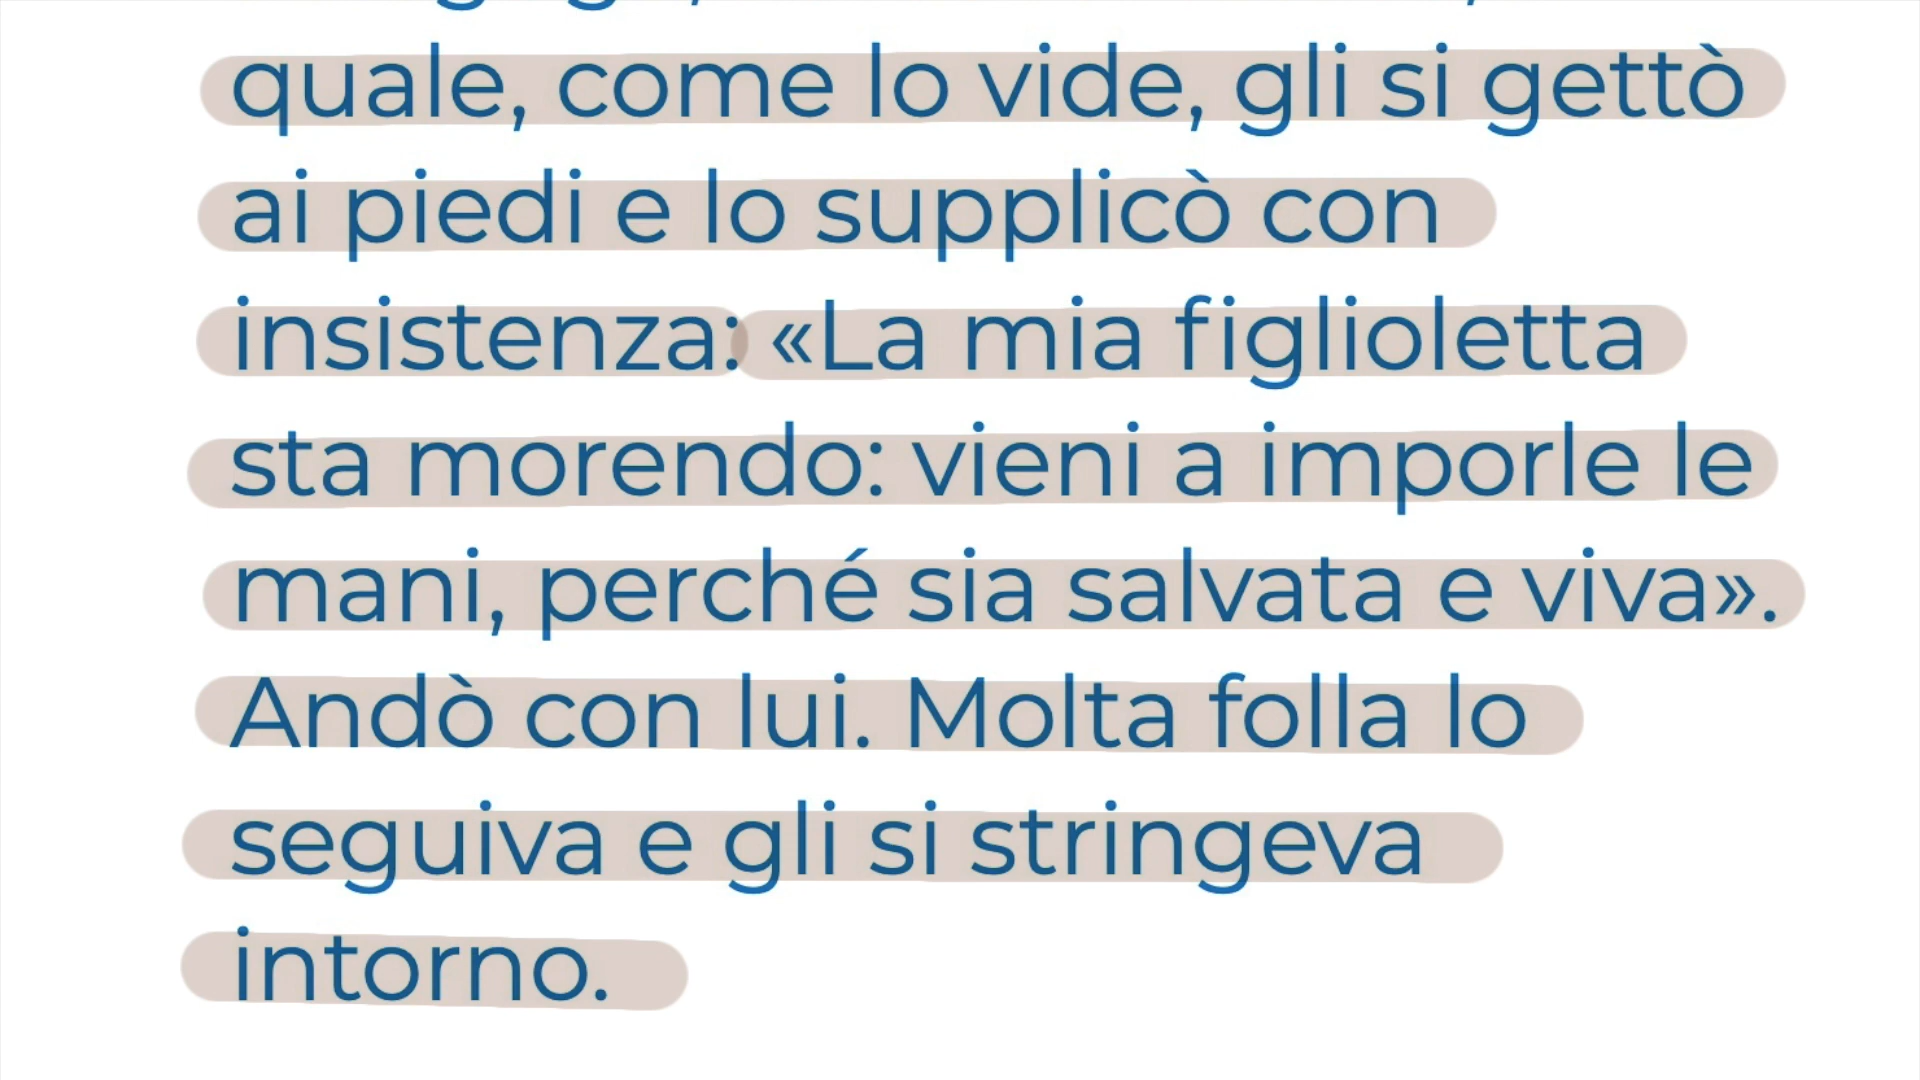 quale, come lo vide, gli si gettò
ai piedi e lo supplicò con
insistenza: «La mia figlioletta
sta morendo: vieni a imporle le
mani, perché sia salvata e viva».
Andò con lui. Molta folla lo
seguiva e gli si stringeva
intorno.